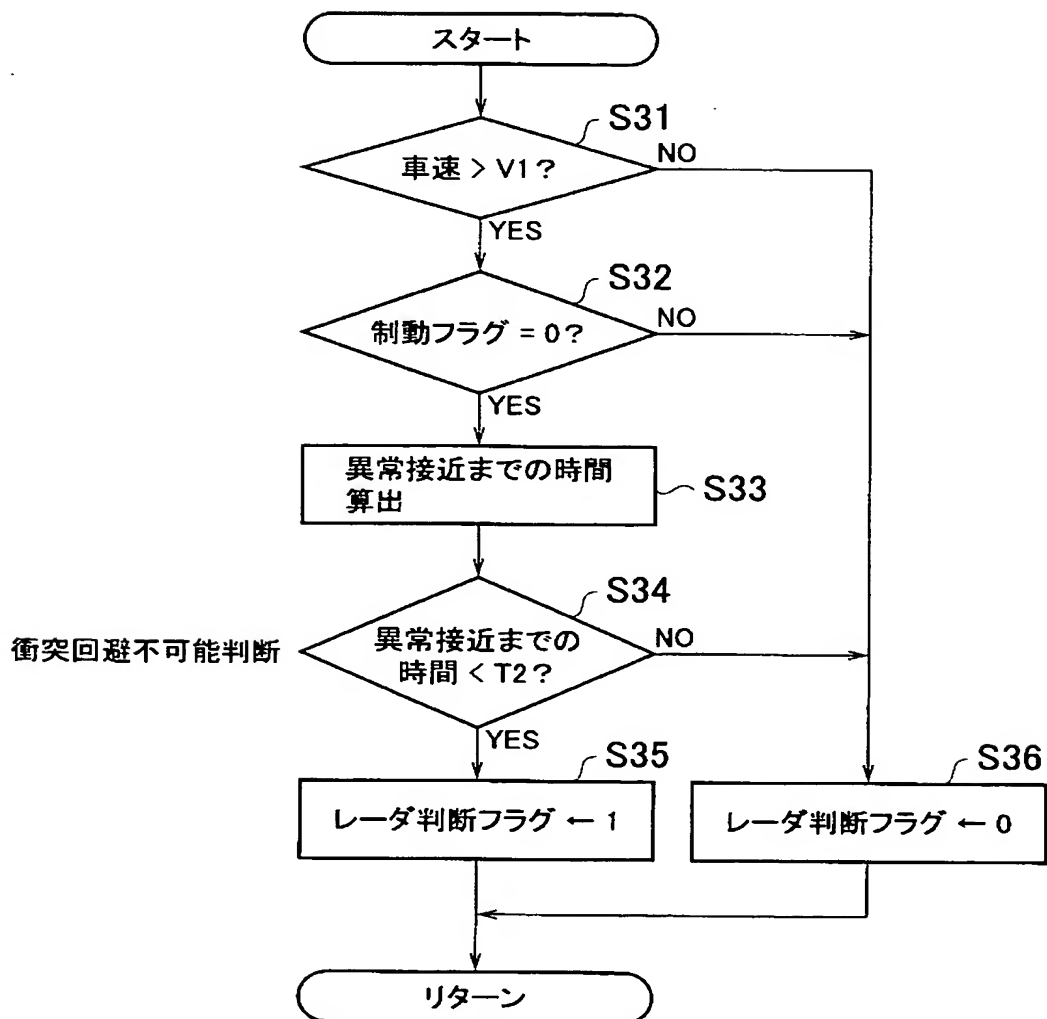 スタート
S31
車速 > V1?
NO
YES
S32
制動フラグ = 0?
NO
YES
異常接近までの時間
算出
S33
S34
衝突回避不可能判断
異常接近までの
時間 < T2?
NO
YES
S35
レーダ判断フラグ ← 1
S36
レーダ判断フラグ ← 0
リターン